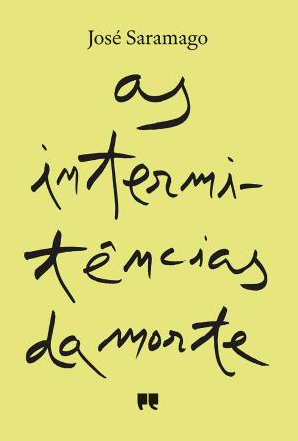 José Saramago
as
intermi-
tências
da morte